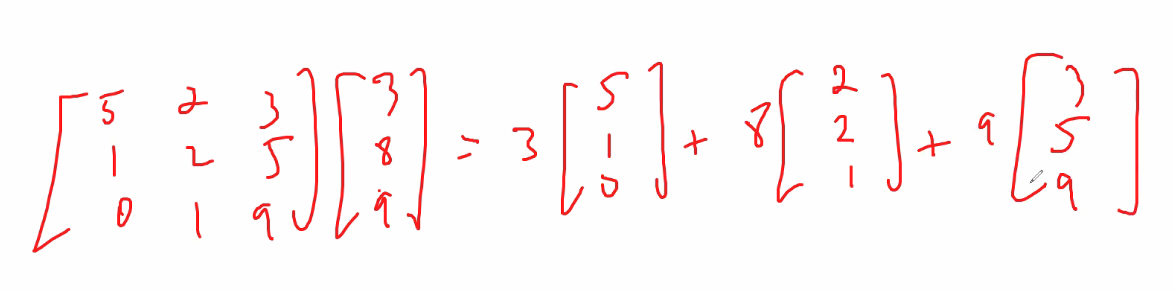 [5 2 3; 1 2 5; 0 1 9] [3; 8; 9] = 3 [5; 1; 0] + 8 [2; 2; 1] + 9 [3; 5; 9]